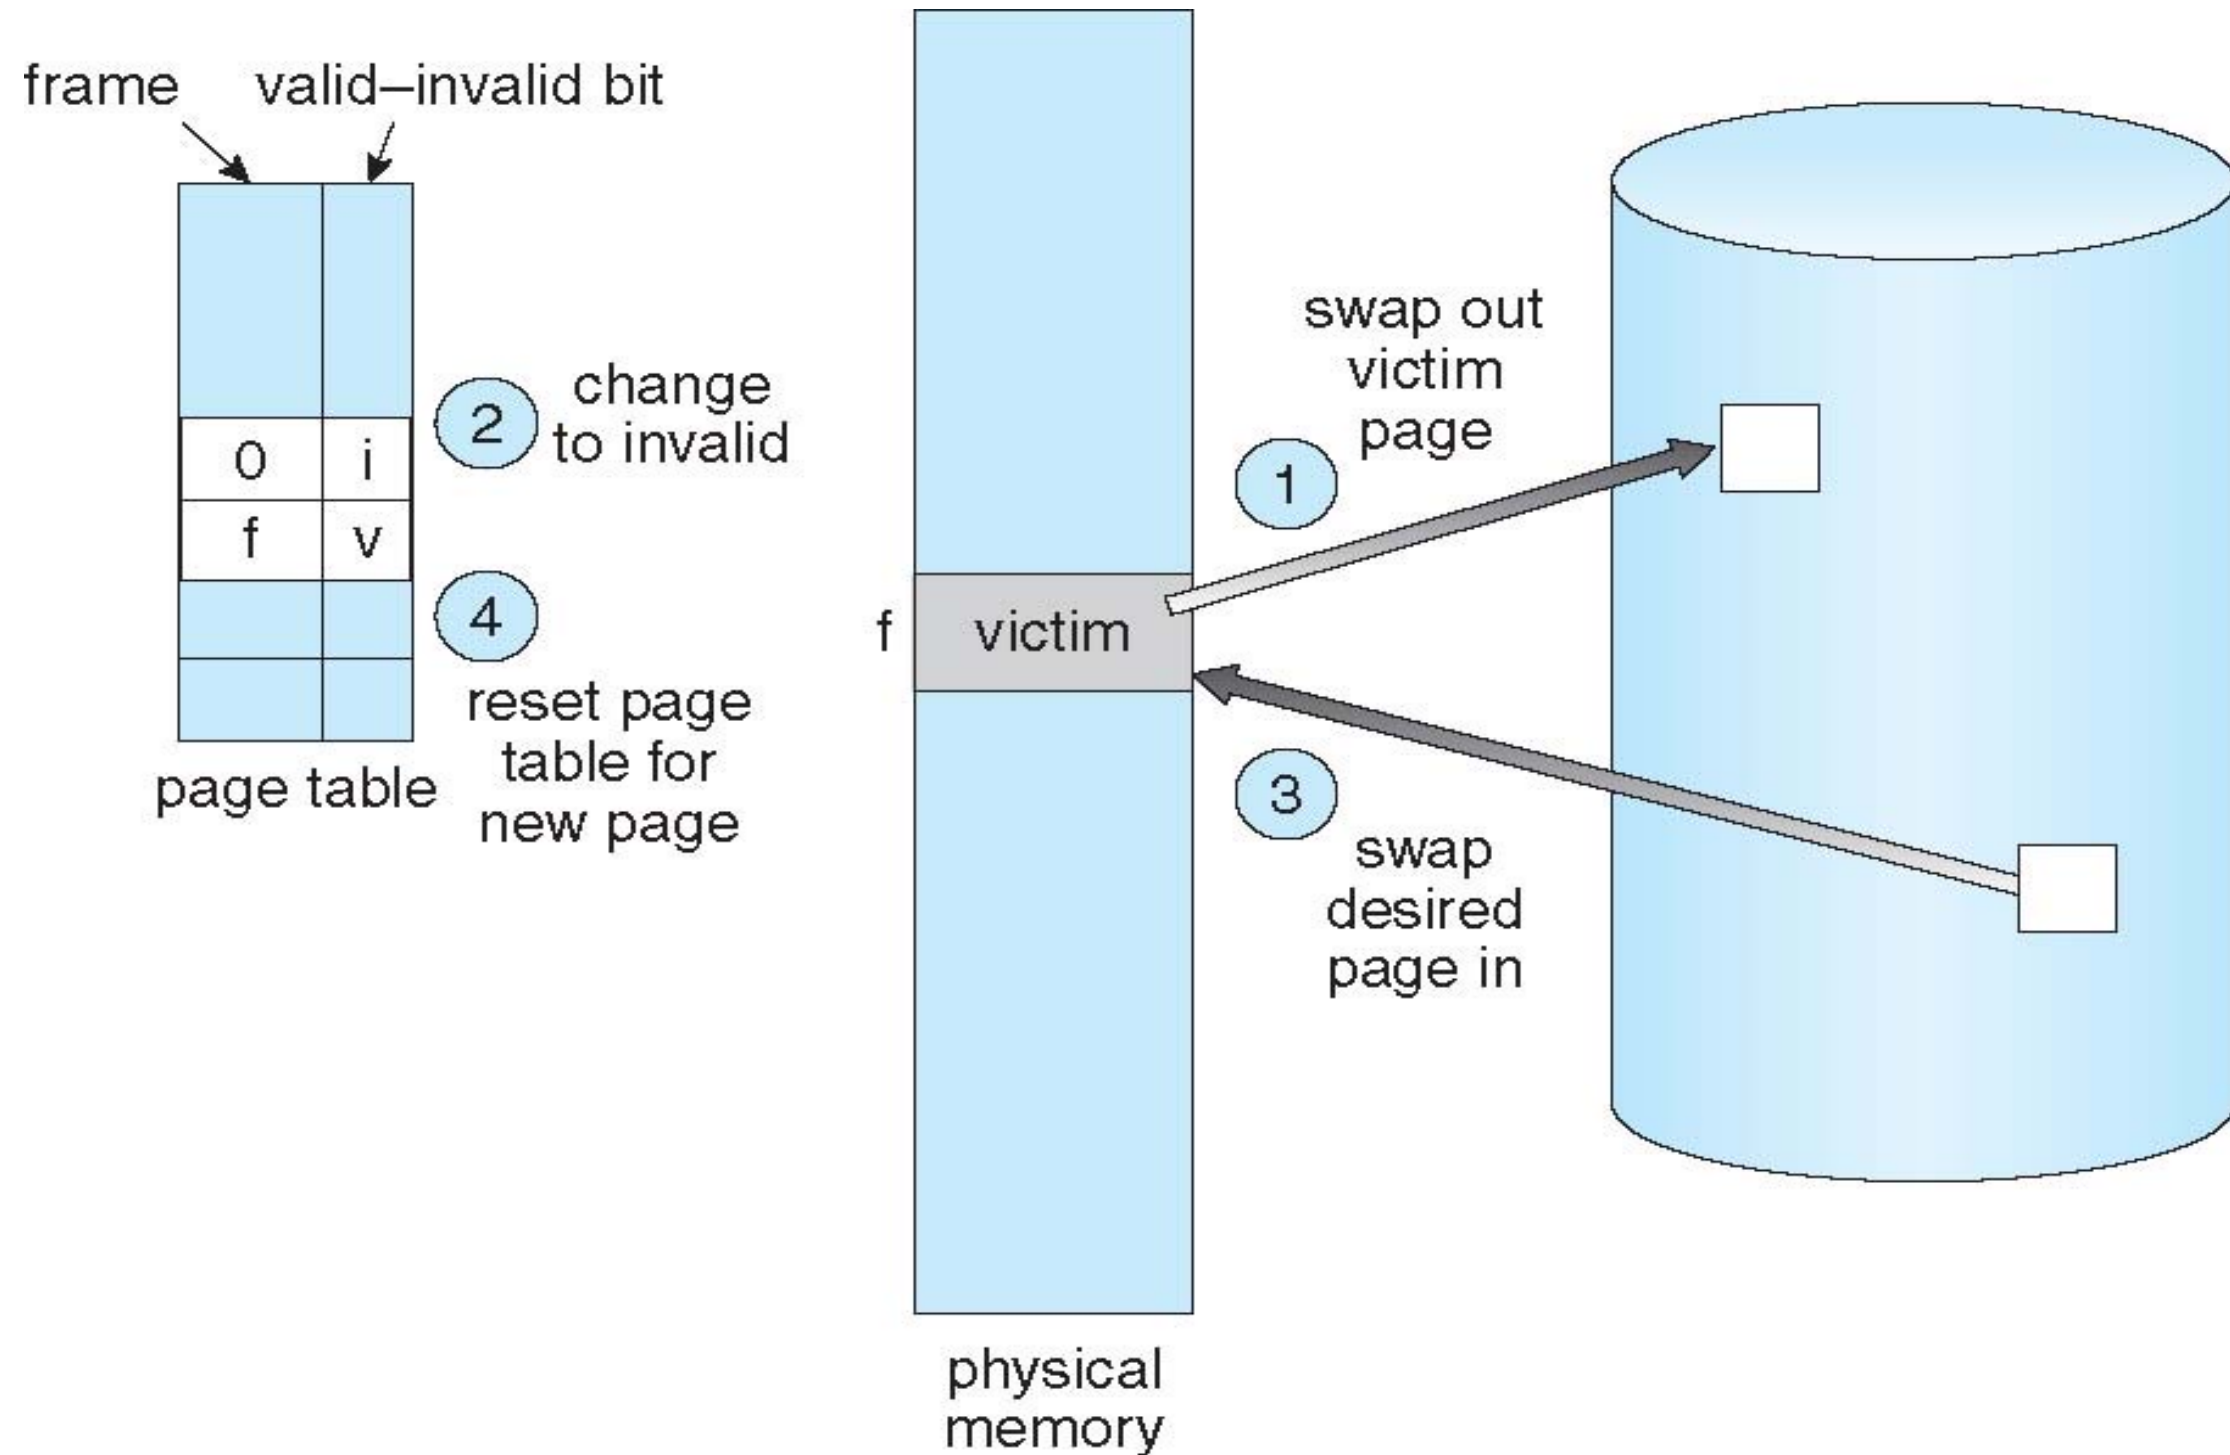 frame
valid–invalid bit
0
i
f
v
2
change
to invalid
4
reset page
table for
new page
page table
f
victim
physical
memory
1
swap out
victim
page
3
swap
desired
page in